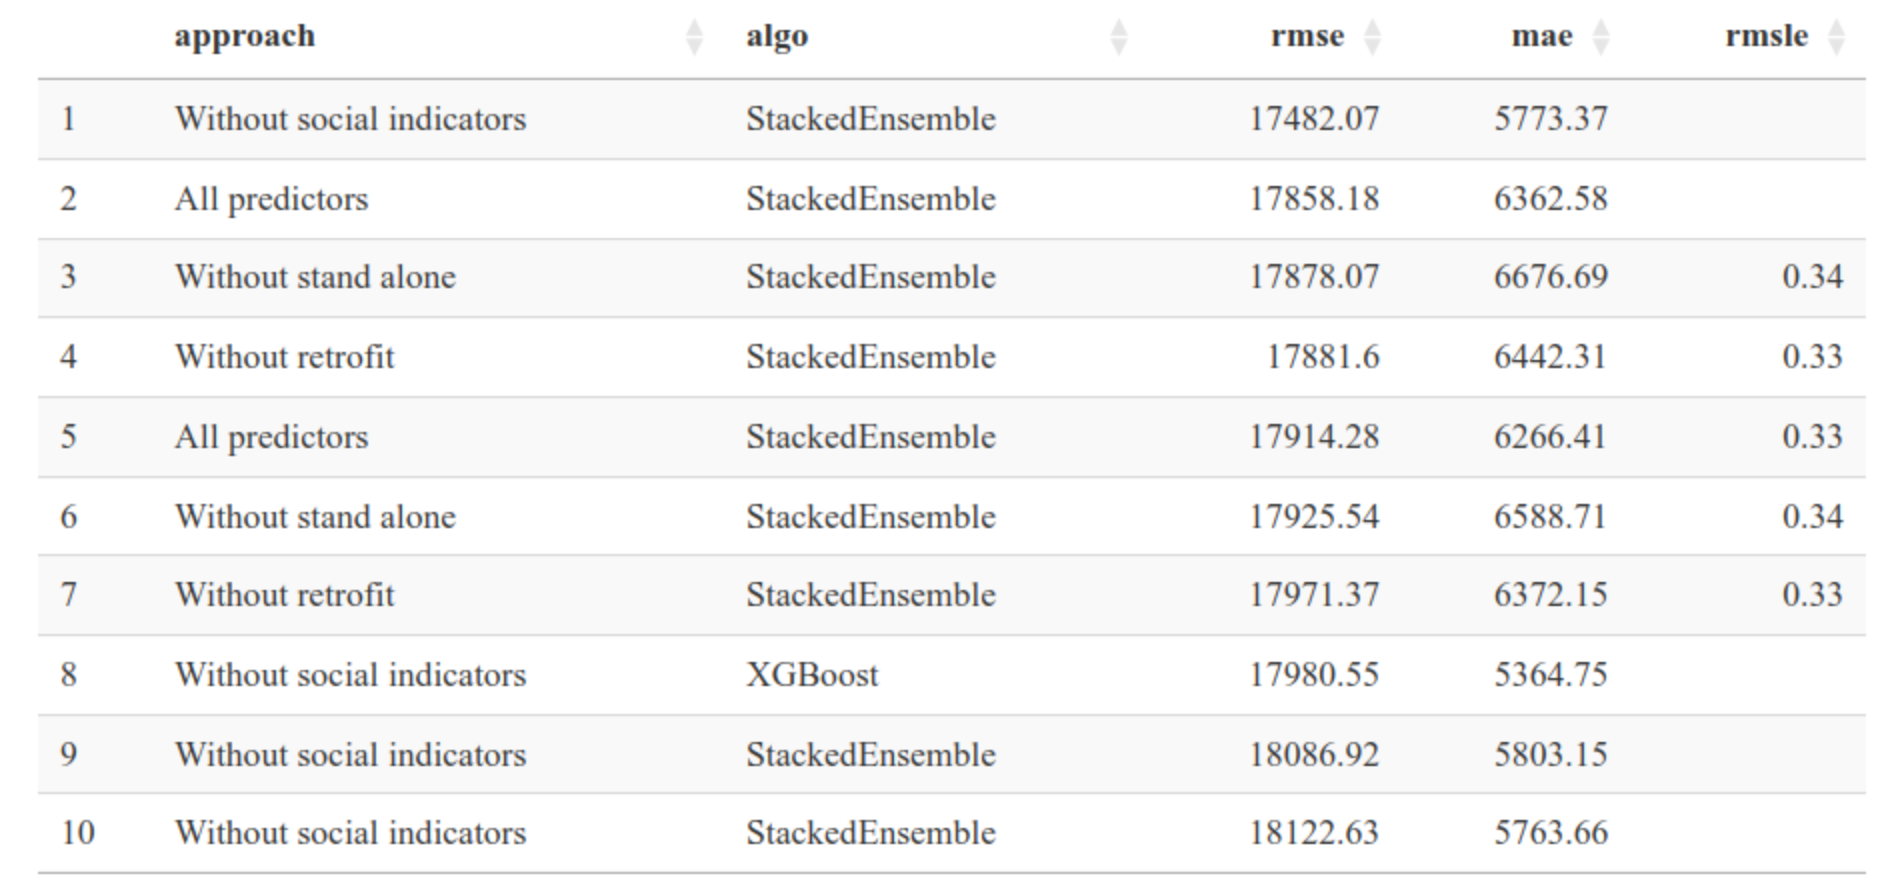 approach algo rmse mae rmsle
1 Without social indicators StackedEnsemble 17482.07 5773.37
2 All predictors StackedEnsemble 17858.18 6362.58
3 Without stand alone StackedEnsemble 17878.07 6676.69 0.34
4 Without retrofit StackedEnsemble 17881.6 6442.31 0.33
5 All predictors StackedEnsemble 17914.28 6266.41 0.33
6 Without stand alone StackedEnsemble 17925.54 6588.71 0.34
7 Without retrofit StackedEnsemble 17971.37 6372.15 0.33
8 Without social indicators XGBoost 17980.55 5364.75
9 Without social indicators StackedEnsemble 18086.92 5803.15
10 Without social indicators StackedEnsemble 18122.63 5763.66